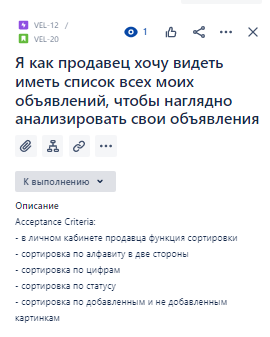 VEL-12 /
VEL-20
1
Я как продавец хочу видеть
иметь список всех моих
объявлений, чтобы наглядно
анализировать свои объявления
К выполнению
Описание
Acceptance Criteria:
- в личном кабинете продавца функция сортировки
- сортировка по алфавиту в две стороны
- сортировка по цифрам
- сортировка по статусу
- сортировка по добавленным и не добавленным
картинкам